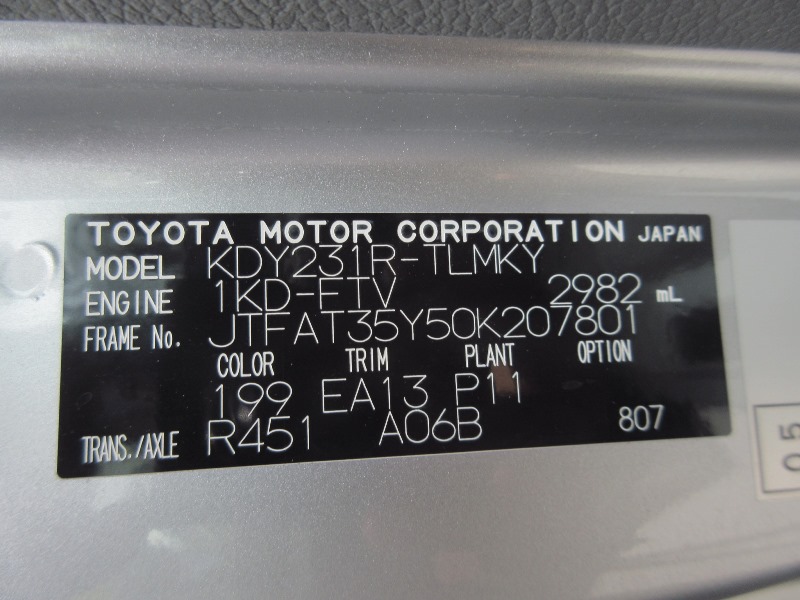 TOYOTA MOTOR CORPORATION JAPAN
MODEL KDY231R-TLMKY
ENGINE 1KD-FTV 2982 mL
FRAME No. JTFAT35Y50K207801
COLOR TRIM PLANT OPTION
199 EA13 P11
TRANS./AXLE R451 A06B 807
05